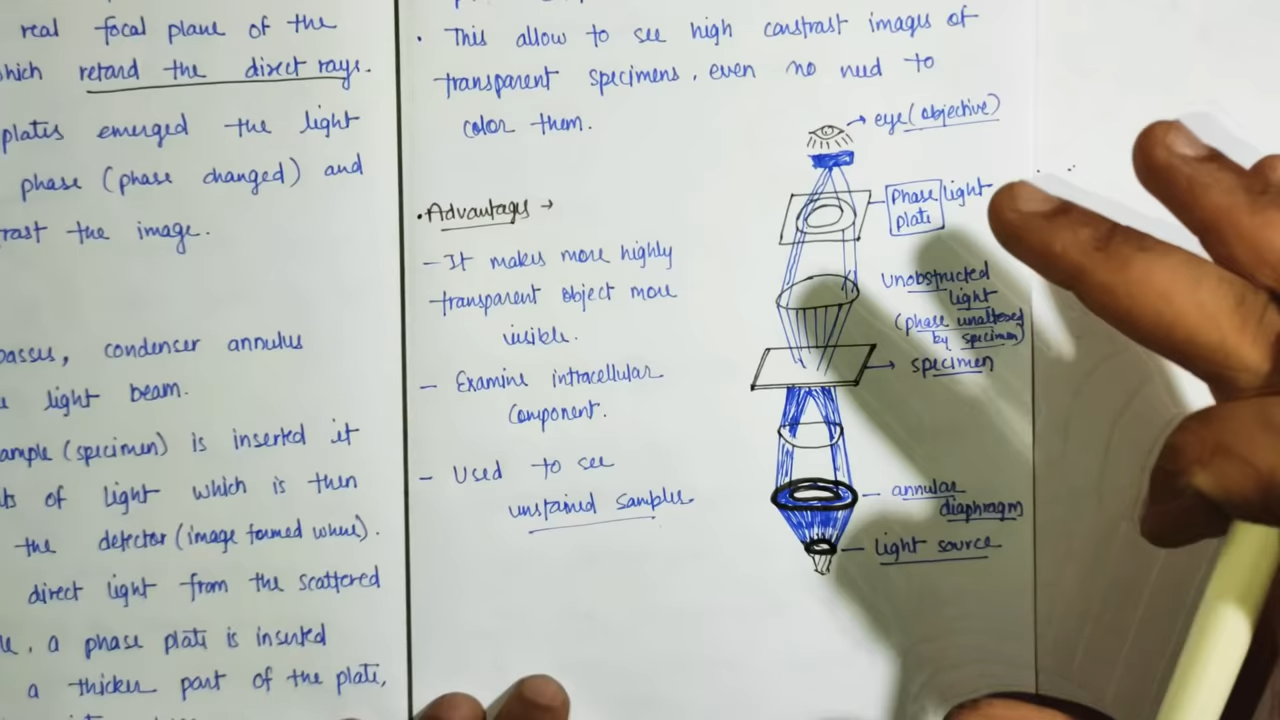 real focal plane of the
which retard the direct rays.
plates emerged the light
phase (phase changed) and
the image.
condenser annulus
light beam.
(specimen) is inserted it
of light which is then
the detector (image formed where).
direct light from the scattered
a phase plate is inserted
a thicker part of the plate,
• This allow to see high constrast images of
transparent specimens, even no need to
color them.
• Advantages →
– It makes more highly
transparent object more
visible.
– Examine intracellular
Component.
– Used to see
unstained samples
→ eye (objective)
Phase light
plate
unobstructed
light
(phase unaltered
by specimen)
→ specimen
– annular
diaphragm
– light source